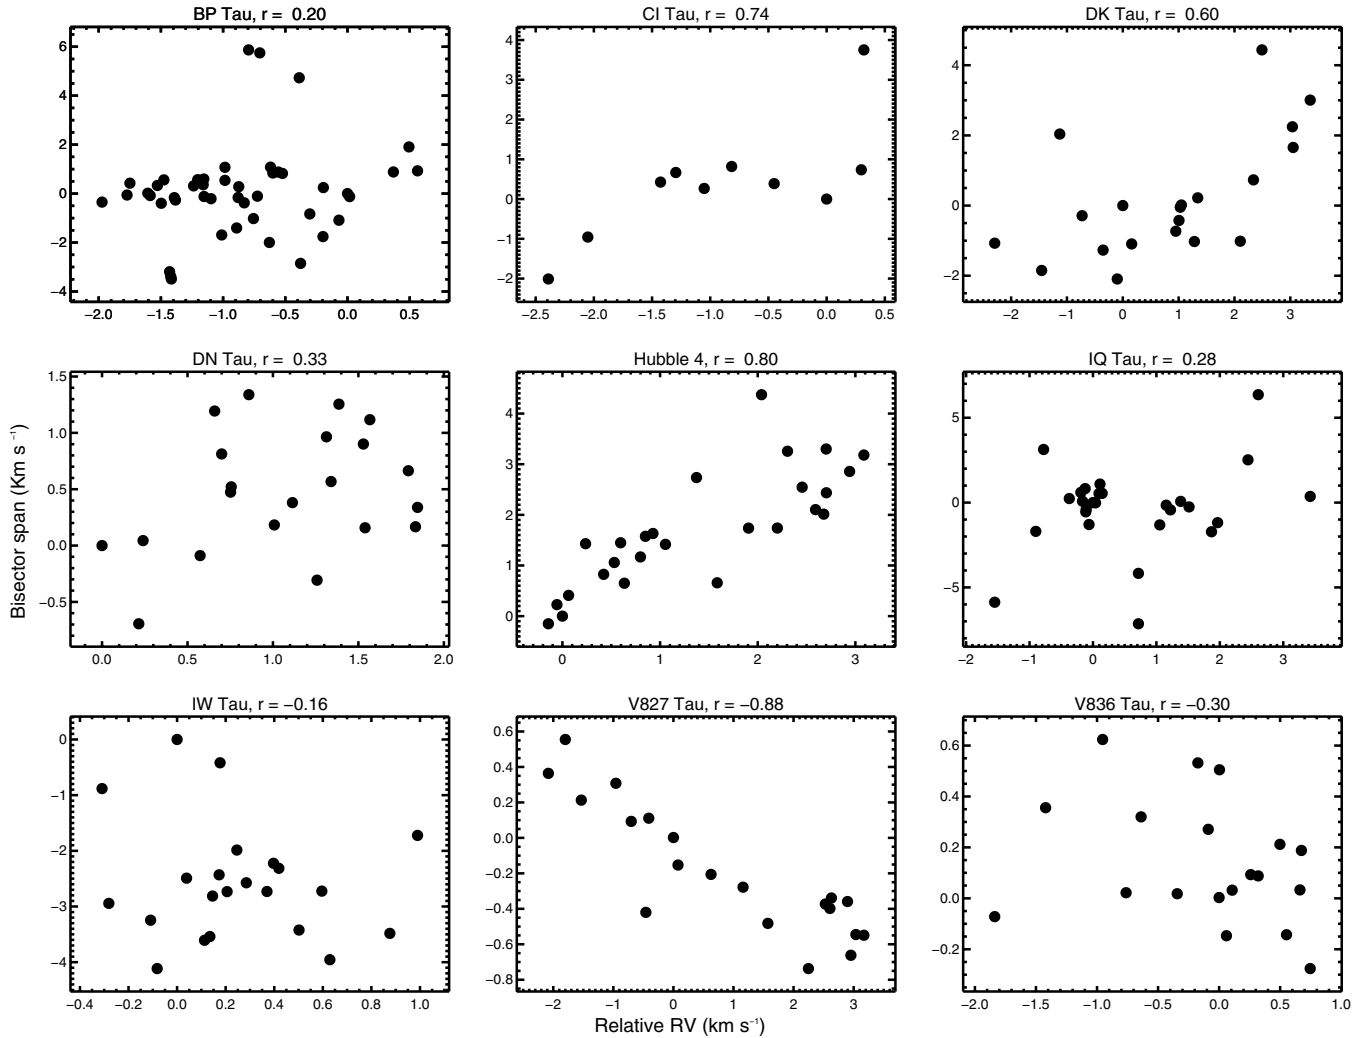 BP Tau, r = 0.20
CI Tau, r = 0.74
DK Tau, r = 0.60
6
4
2
0
−2
−4
−2.0 −1.5 −1.0 −0.5 0.0 0.5
4
3
2
1
0
−1
−2
−2.5 −2.0 −1.5 −1.0 −0.5 0.0 0.5
4
2
0
−2
−2 −1 0 1 2 3
DN Tau, r = 0.33
Hubble 4, r = 0.80
IQ Tau, r = 0.28
Bisector span (Km s⁻¹)
1.5
1.0
0.5
0.0
−0.5
0.0 0.5 1.0 1.5 2.0
4
3
2
1
0
0 1 2 3
5
0
−5
−2 −1 0 1 2 3
IW Tau, r = −0.16
V827 Tau, r = −0.88
V836 Tau, r = −0.30
0
−1
−2
−3
−4
−0.4 −0.2 0.0 0.2 0.4 0.6 0.8 1.0
0.6
0.4
0.2
0.0
−0.2
−0.4
−0.6
−0.8
−2 −1 0 1 2 3
0.6
0.4
0.2
0.0
−0.2
−2.0 −1.5 −1.0 −0.5 0.0 0.5 1.0
Relative RV (km s⁻¹)